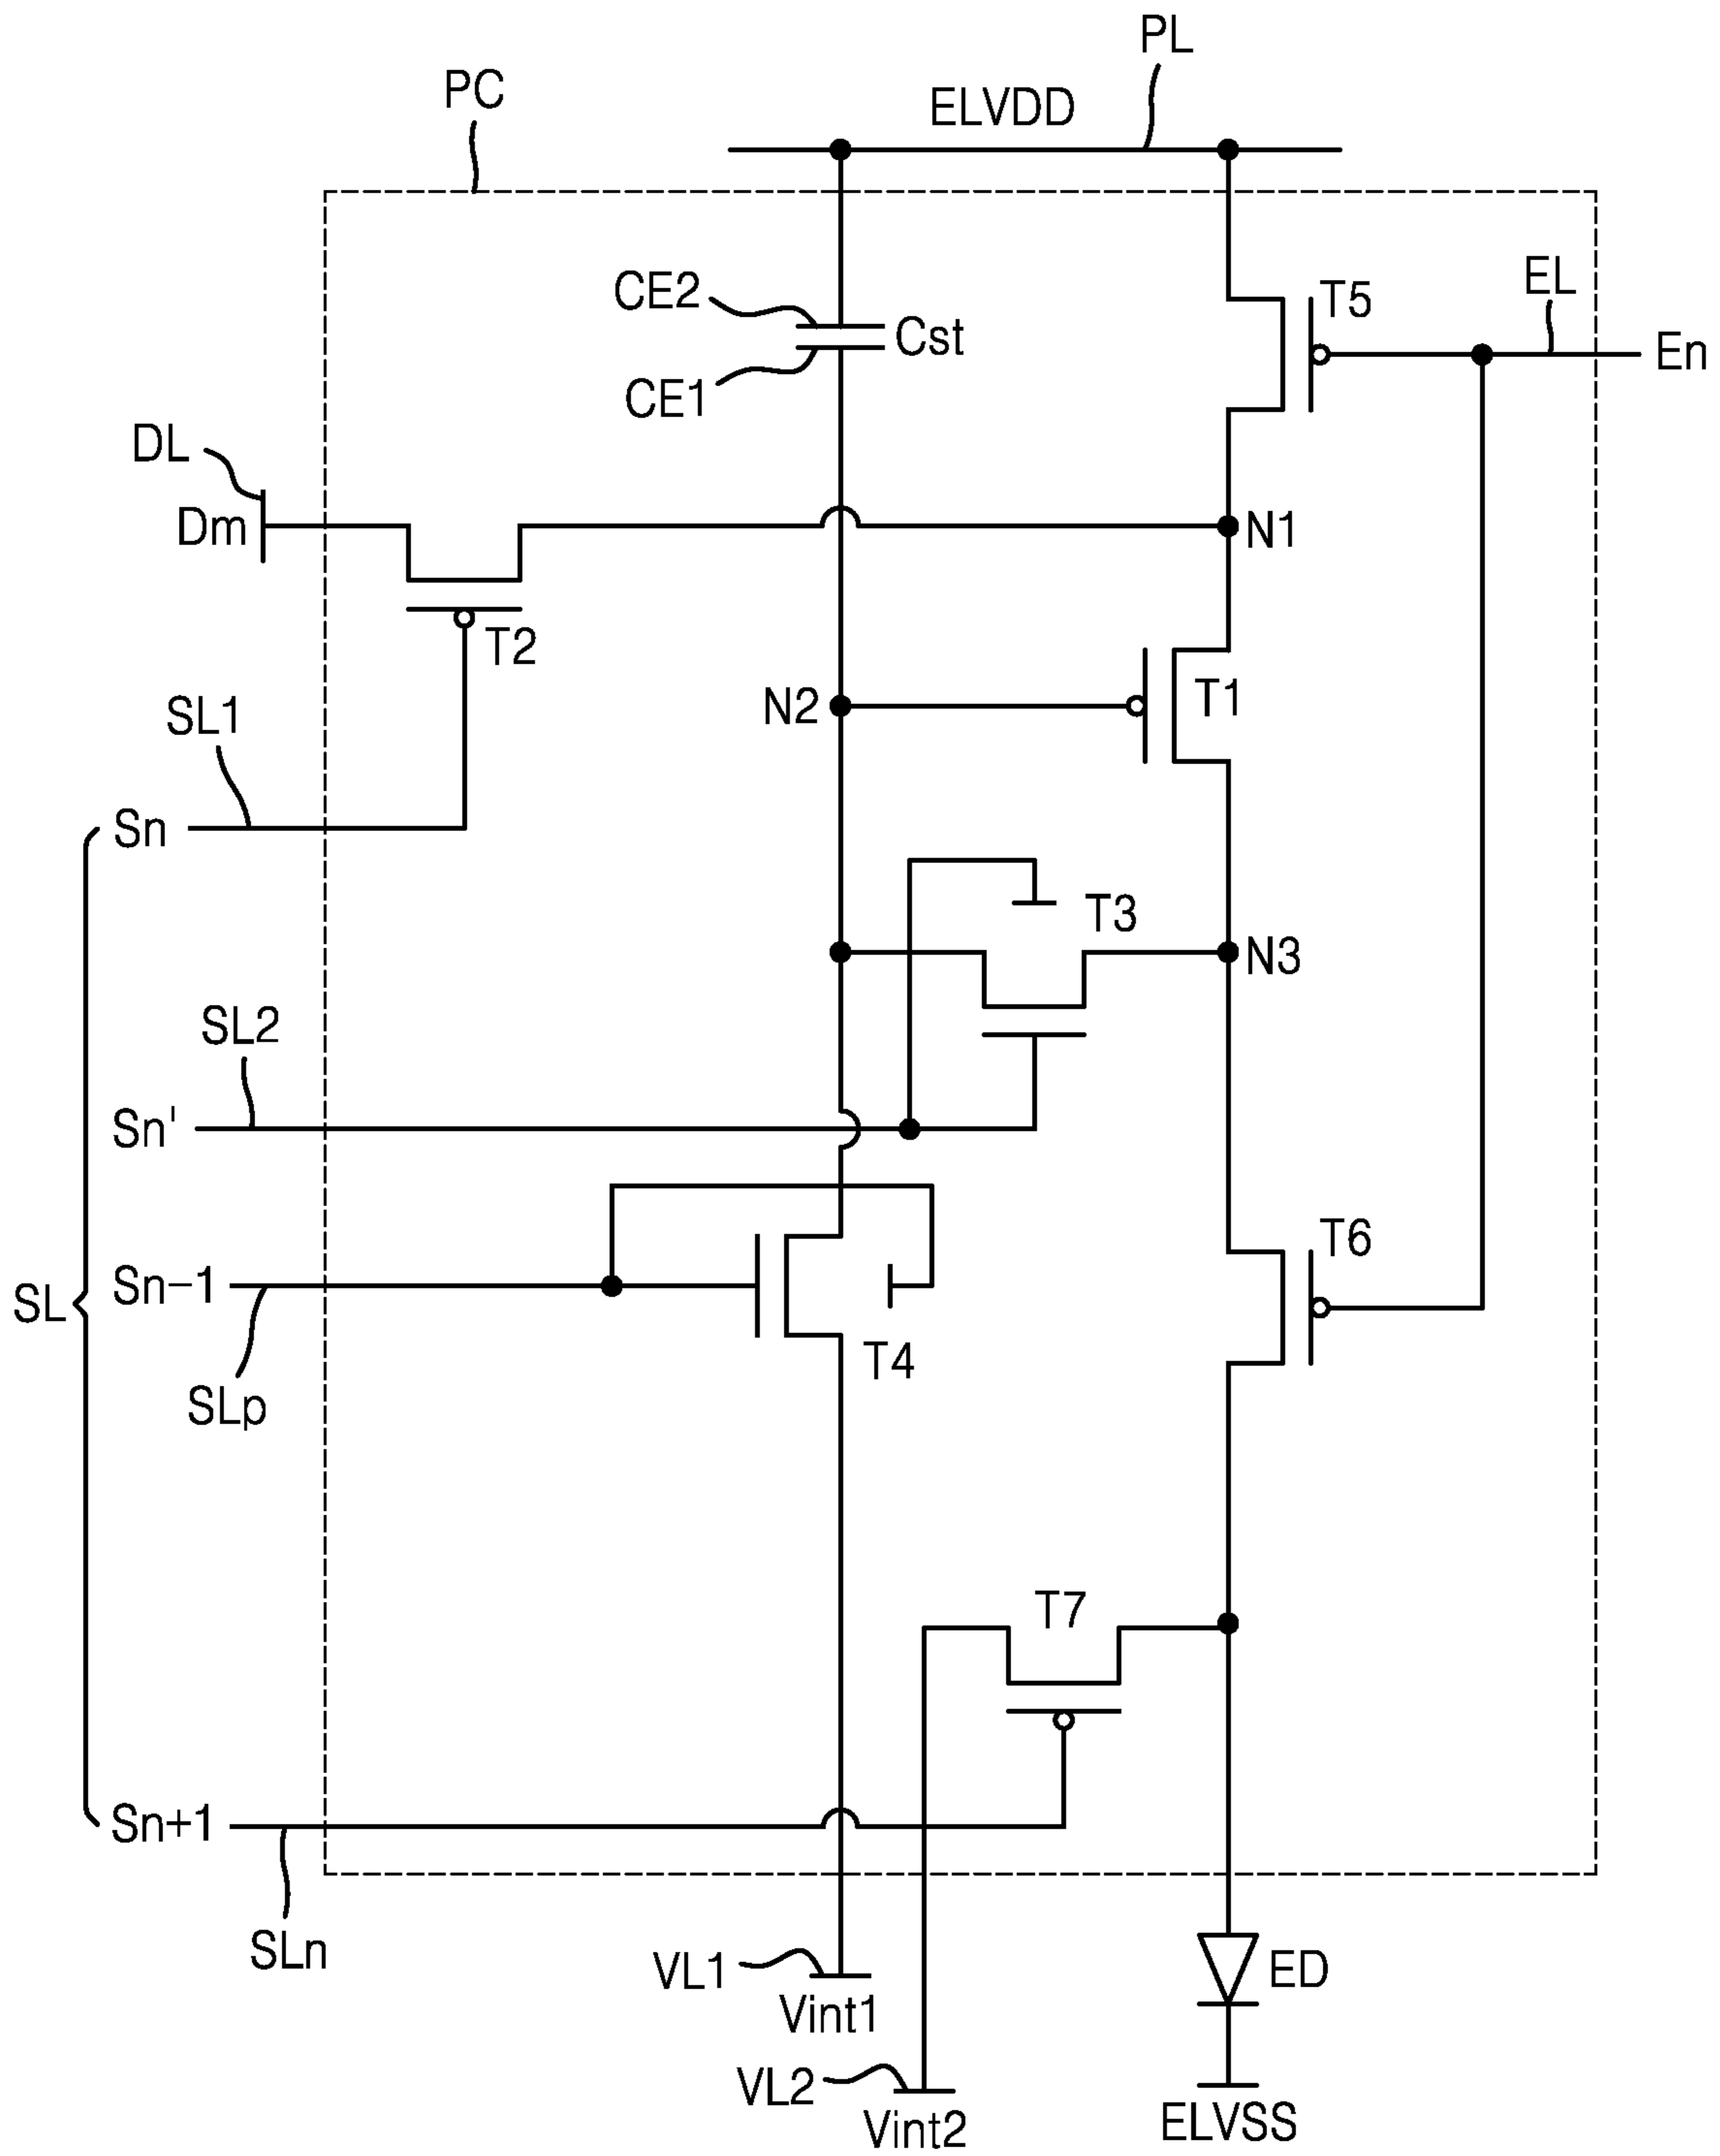 PL
PC
ELVDD
CE2
Cst
CE1
T5
EL
En
DL
Dm
N1
T2
SL1
N2
T1
Sn
T3
N3
SL2
Sn'
SL
Sn−1
T6
T4
SLp
T7
Sn+1
SLn
VL1
Vint1
ED
VL2
Vint2
ELVSS